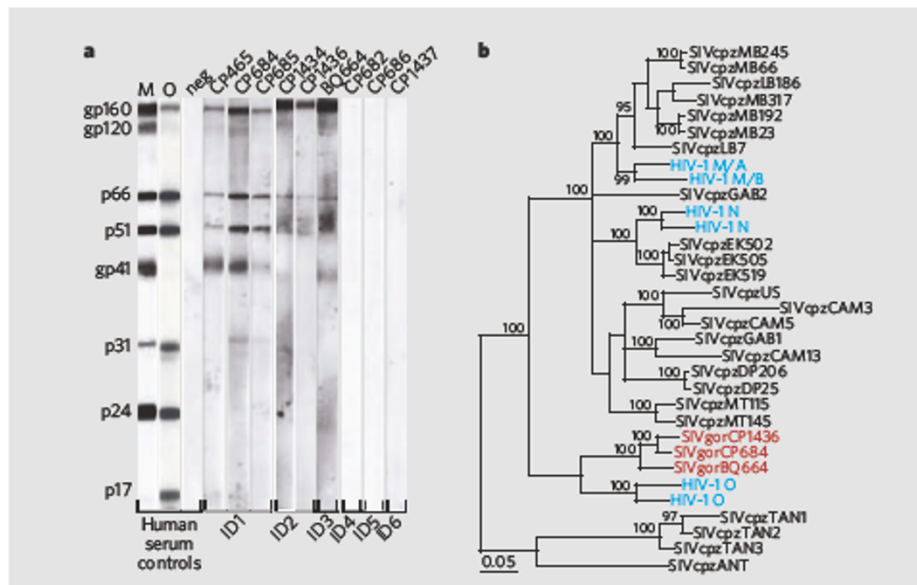 a
M O neg CP465 CP684 CP685 CP1434 CP1436 BQ664 CP682 CP686 CP1437
gp160
gp120
p66
p51
gp41
p31
p24
p17
Human
serum
controls
ID1 ID2 ID3 ID4 ID5 ID6
b
100 SIVcpzMB245
SIVcpzMB66
SIVcpzLB186
95 SIVcpzMB317
SIVcpzMB192
100 SIVcpzMB23
100 SIVcpzLB7
HIV-1 M/A
99 HIV-1 M/B
100 SIVcpzGAB2
100 HIV-1 N
HIV-1 N
100 SIVcpzEK502
100 SIVcpzEK505
SIVcpzEK519
100 SIVcpzUS
SIVcpzCAM3
100 SIVcpzCAM5
100 SIVcpzGAB1
SIVcpzCAM13
100 SIVcpzDP206
SIVcpzDP25
100 SIVcpzMT115
SIVcpzMT145
100
100 SIVgorCP1436
100 SIVgorCP684
SIVgorBQ664
100 HIV-1 O
HIV-1 O
97 SIVcpzTAN1
100 SIVcpzTAN2
SIVcpzTAN3
SIVcpzANT
0.05